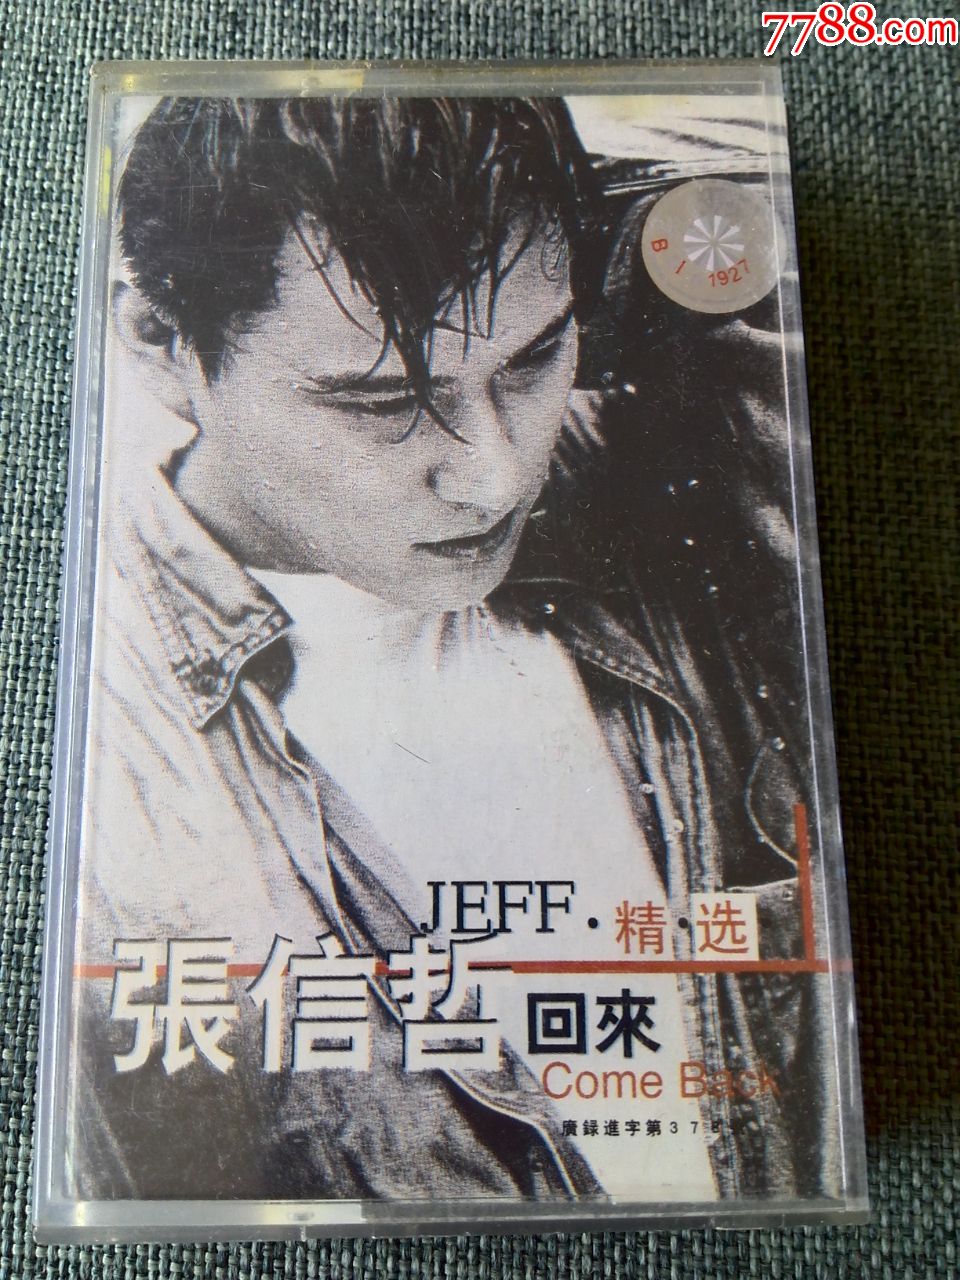 7788.com
B I 1927
JEFF·精·选
張信哲
回來
Come Back
廣録進字第378